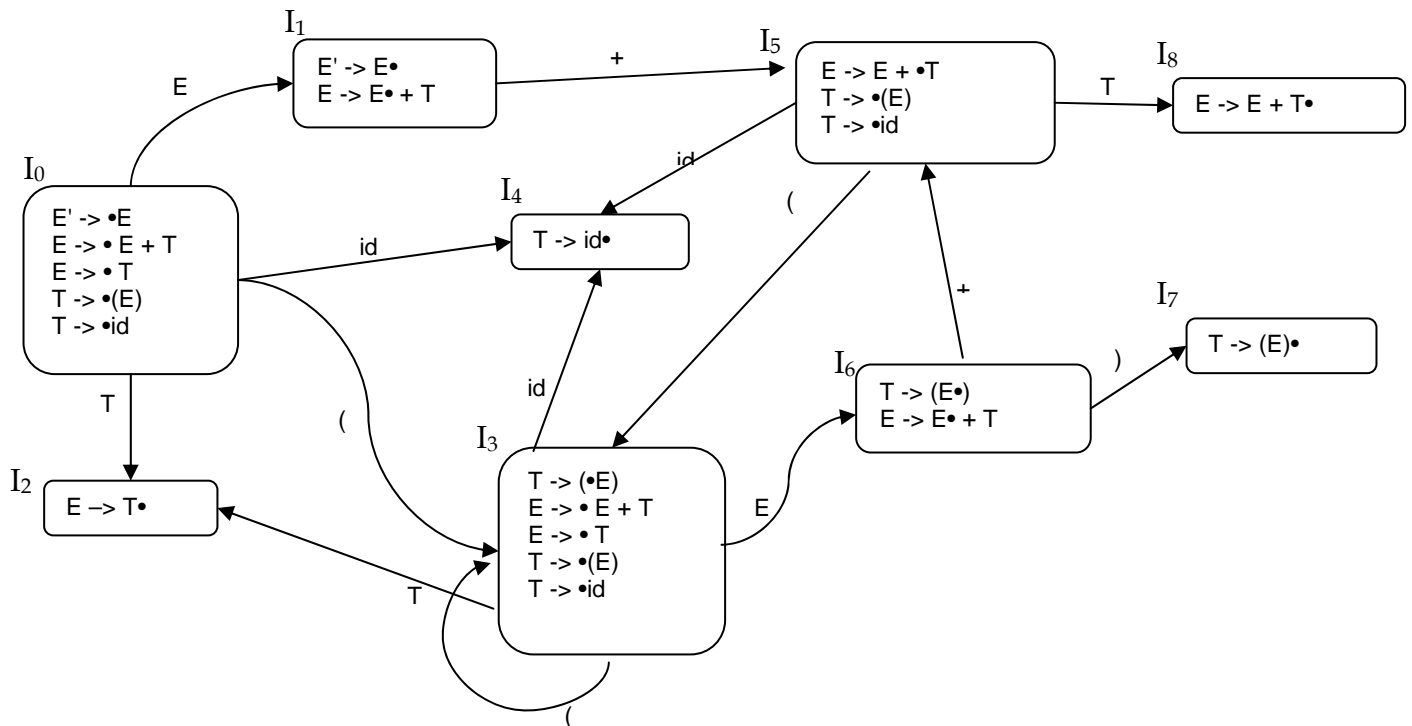 I1
E' -> E•
E -> E• + T
+
I5
E -> E + •T
T -> •(E)
T -> •id
T
I8
E -> E + T•
E
I0
E' -> •E
E -> • E + T
E -> • T
T -> •(E)
T -> •id
id
I4
T -> id•
id
(
+
I7
T -> (E)•
)
I6
T -> (E•)
E -> E• + T
T
(
id
I3
T -> (•E)
E -> • E + T
E -> • T
T -> •(E)
T -> •id
E
I2
E –> T•
T
(